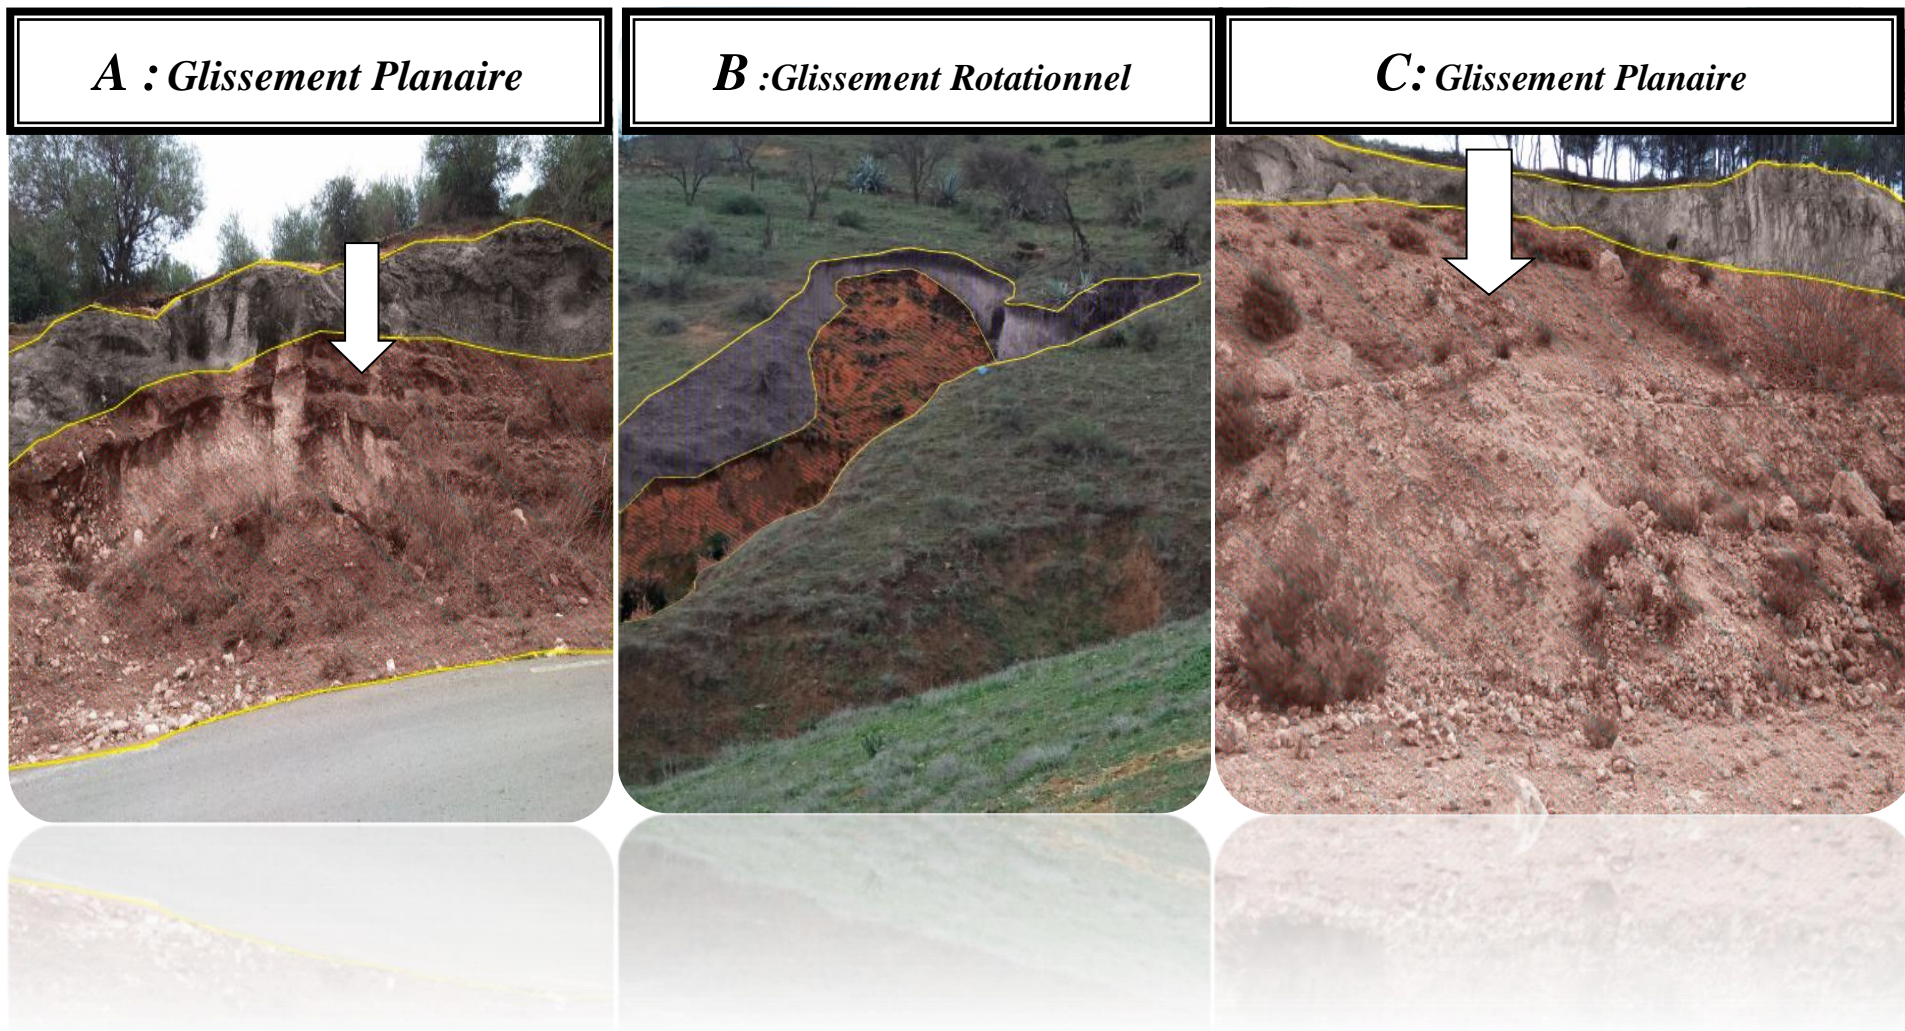 A : Glissement Planaire
B :Glissement Rotationnel
C: Glissement Planaire